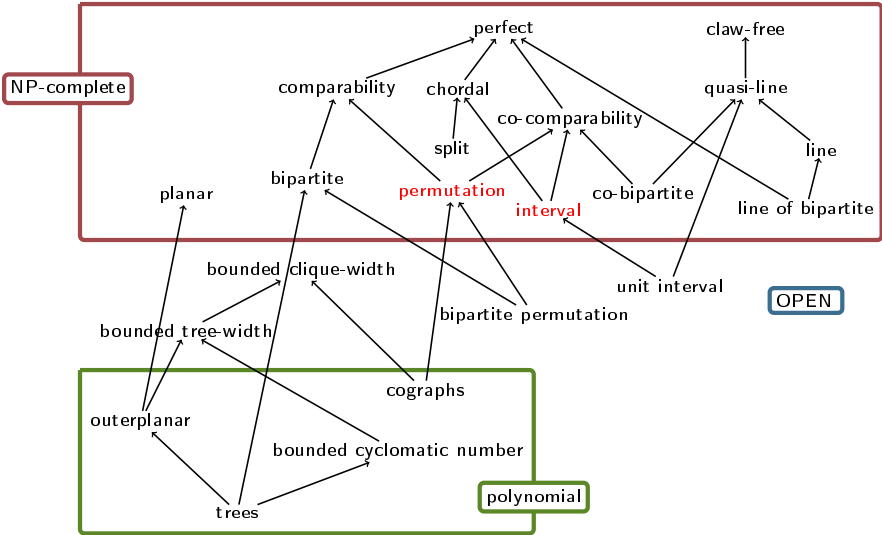 perfect
claw-free
NP-complete
comparability
chordal
quasi-line
co-comparability
split
line
planar
bipartite
permutation
interval
co-bipartite
line of bipartite
bounded clique-width
unit interval
OPEN
bounded tree-width
bipartite permutation
cographs
outerplanar
bounded cyclomatic number
polynomial
trees